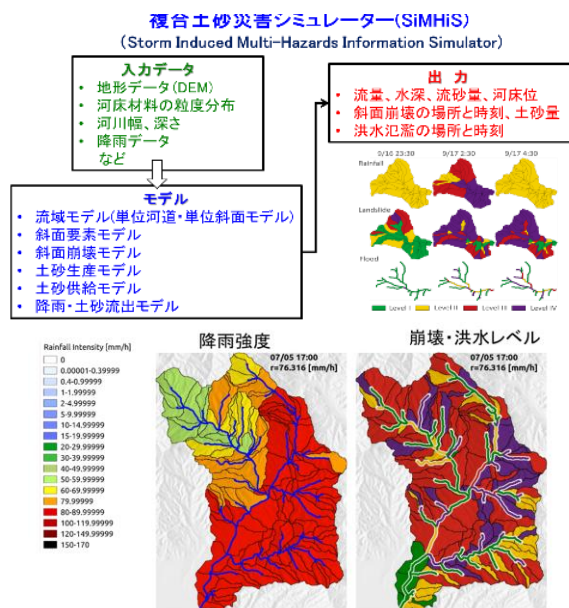 複合土砂災害シミュレーター(SiMHiS)
(Storm Induced Multi-Hazards Information Simulator)
入力データ
• 地形データ(DEM)
• 河床材料の粒度分布
• 河川幅、深さ
• 降雨データ
など
モデル
• 流域モデル(単位河道・単位斜面モデル)
• 斜面要素モデル
• 斜面崩壊モデル
• 土砂生産モデル
• 土砂供給モデル
• 降雨・土砂流出モデル
出 力
• 流量、水深、流砂量、河床位
• 斜面崩壊の場所と時刻、土砂量
• 洪水氾濫の場所と時刻
9/16 23:30 9/17 2:30 9/17 4:30
Rainfall
Landslide
Flood
Level I Level II Level III Level IV
降雨強度
07/05 17:00
r=76.316 [mm/h]
崩壊・洪水レベル
07/05 17:00
r=76.316 [mm/h]
Rainfall Intensity [mm/h]
0
0.00001-0.39999
0.4-0.99999
1-1.99999
2-4.99999
5-9.99999
10-14.99999
15-19.99999
20-29.99999
30-39.99999
40-49.99999
50-59.99999
60-69.99999
79.99999
80-89.99999
100-119.99999
120-149.99999
150-170